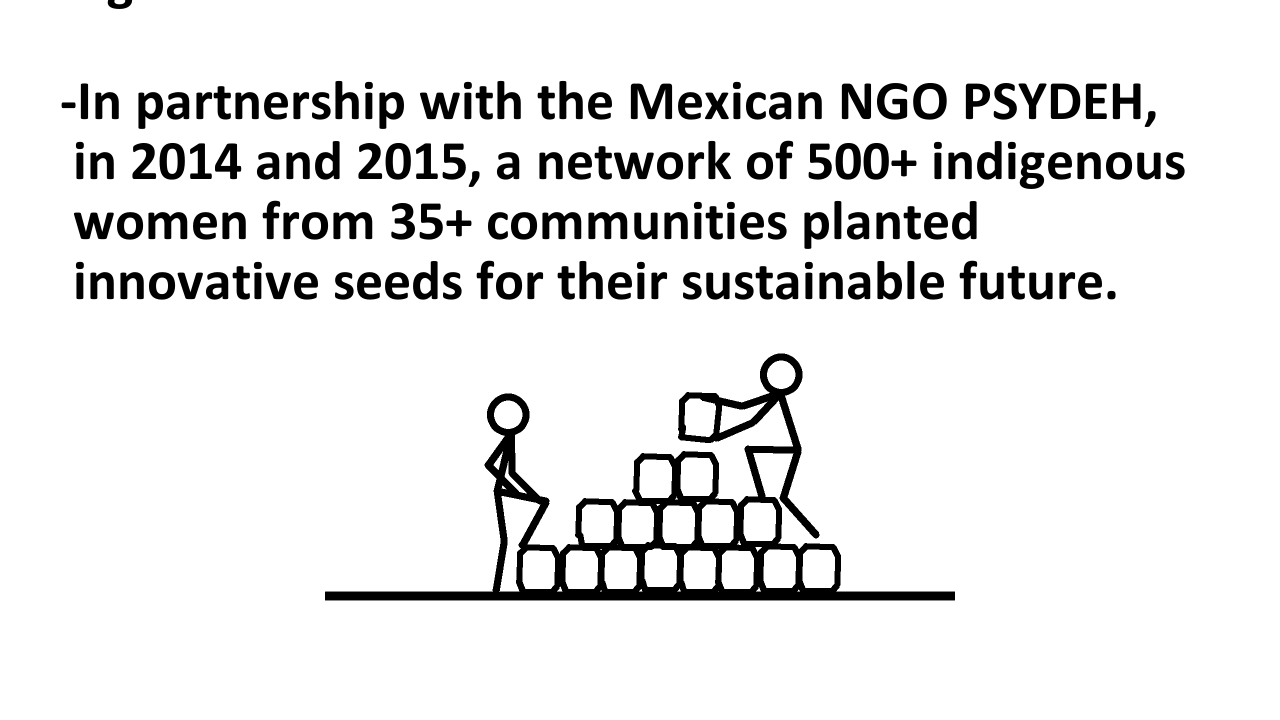 -In partnership with the Mexican NGO PSYDEH,
in 2014 and 2015, a network of 500+ indigenous
women from 35+ communities planted
innovative seeds for their sustainable future.